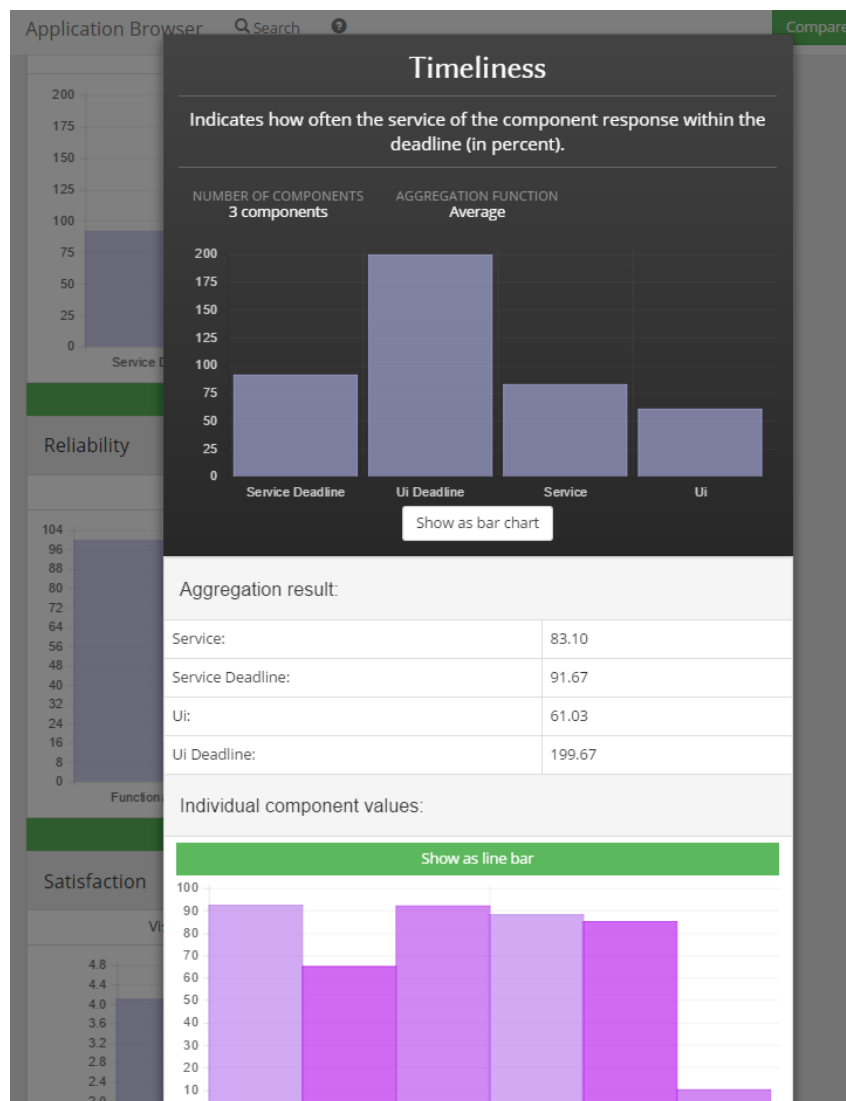 Application Browser
Search
?
Compare
Timeliness
Indicates how often the service of the component response within the
deadline (in percent).
NUMBER OF COMPONENTS
3 components
AGGREGATION FUNCTION
Average
200
175
150
125
100
75
50
25
0
Service Deadline
Ui Deadline
Service
Ui
Show as bar chart
Aggregation result:
Service: 83.10
Service Deadline: 91.67
Ui: 61.03
Ui Deadline: 199.67
Individual component values:
Show as line bar
100
90
80
70
60
50
40
30
20
10
200
175
150
125
100
75
50
25
0
Service D
Reliability
104
96
88
80
72
64
56
48
40
32
24
16
8
0
Function
Satisfaction
Vi
4.8
4.4
4.0
3.6
3.2
2.8
2.4